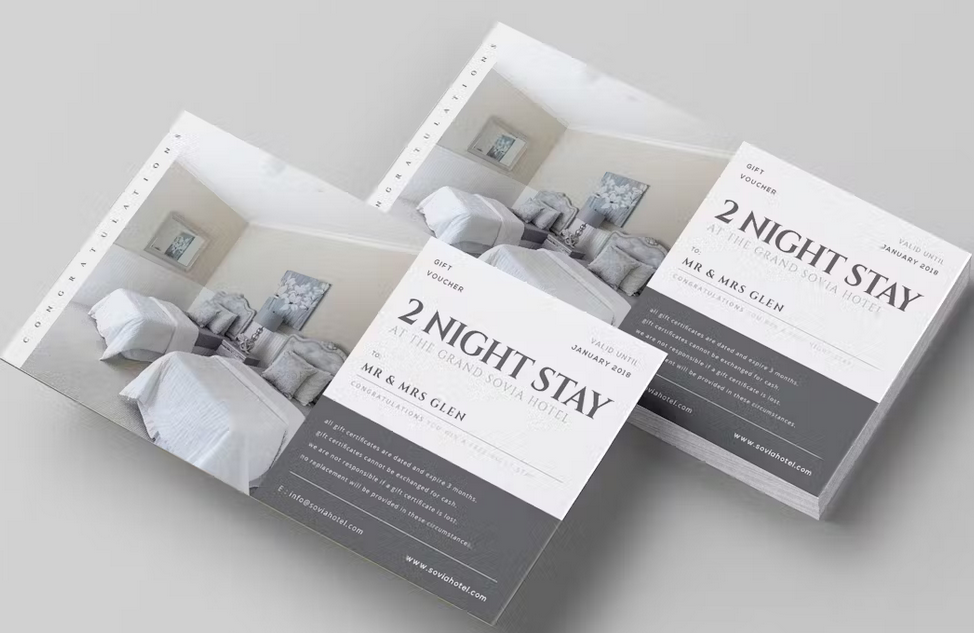 CONGRATULATIONS
GIFT
VOUCHER
2 NIGHT STAY
AT THE GRAND SOVIA HOTEL
VALID UNTIL
JANUARY 2018
TO:
MR & MRS GLEN
CONGRATULATIONS YOU WIN A FREE NIGHT STAY
all gift certificates are dated and expire 3 months.
gift certificates cannot be exchanged for cash.
we are not responsible if a gift certificate is lost.
no replacement will be provided in these circumstances.
E : info@soviahotel.com
www.soviahotel.com
CONGRATULATIONS
GIFT
VOUCHER
2 NIGHT STAY
AT THE GRAND SOVIA HOTEL
VALID UNTIL
JANUARY 2018
to:
MR & MRS GLEN
CONGRATULATIONS YOU WIN A
all gift certificates are dated and expire 3 months.
gift certificates cannot be exchanged for cash.
we are not responsible if a gift certificate is lost.
replacement will be provided in these circumstances.
www.soviahotel.com